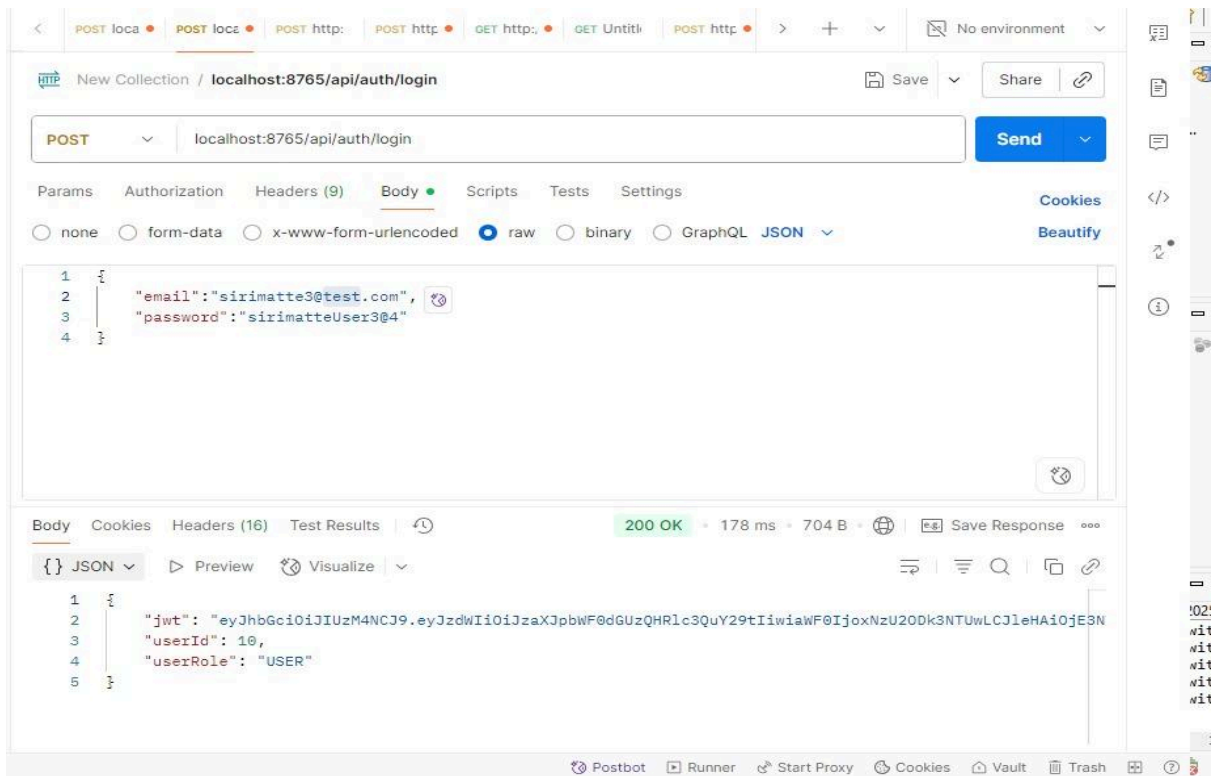 POST loca POST loca POST http: POST http GET http:, GET Untitle POST http No environment
HTTP New Collection / localhost:8765/api/auth/login Save Share
POST localhost:8765/api/auth/login Send
Params Authorization Headers (9) Body Scripts Tests Settings Cookies
none form-data x-www-form-urlencoded raw binary GraphQL JSON Beautify
1 {
2 "email":"sirimatte3@test.com",
3 "password":"sirimatteUser3@4"
4 }
Body Cookies Headers (16) Test Results 200 OK 178 ms 704 B e.g. Save Response
{} JSON Preview Visualize
1 {
2 "jwt": "eyJhbGciOiJIUzM4NCJ9.eyJzdWIiOiJzaXJpbWF0dGUzQHRlc3QuY29tIiwiaWF0IjoxNzU2ODk3NTUwLCJleHAiOjE3N
3 "userId": 10,
4 "userRole": "USER"
5 }
Postbot Runner Start Proxy Cookies Vault Trash